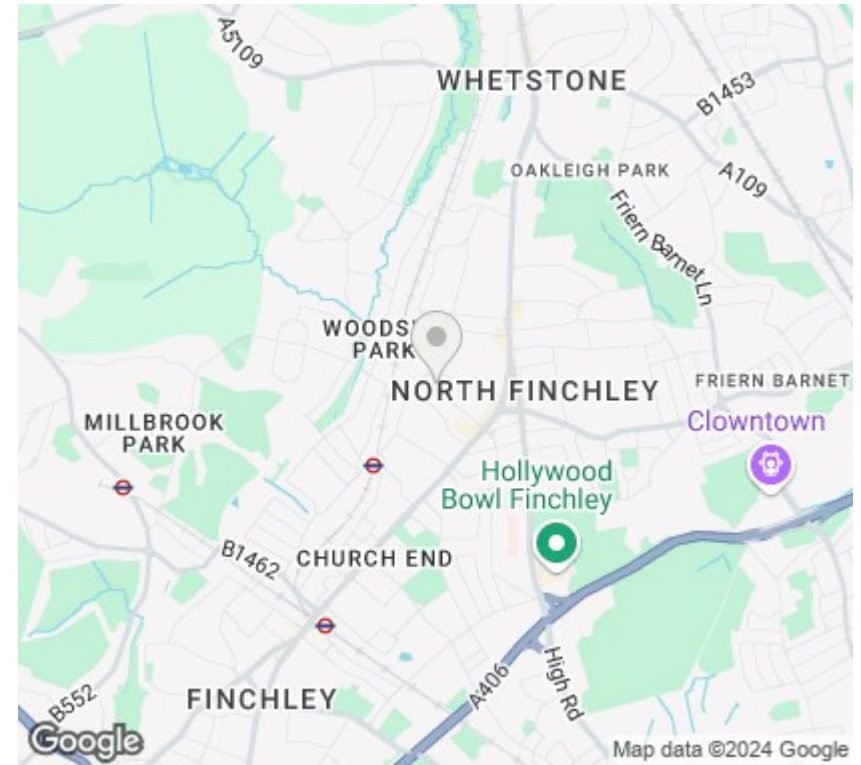 A5109
WHETSTONE
B1453
OAKLEIGH PARK
A109
Friern Barnet Ln
WOODS
PARK
NORTH FINCHLEY
FRIERN BARNET
MILLBROOK
PARK
Clowntown
Hollywood
Bowl Finchley
CHURCH END
B1462
A406
High Rd
B552
FINCHLEY
Google
Map data ©2024 Google